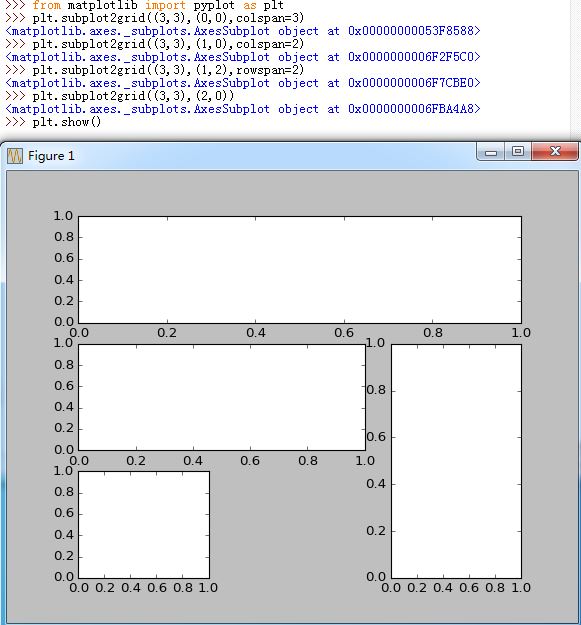 >>> from matplotlib import pyplot as plt
>>> plt.subplot2grid((3,3),(0,0),colspan=3)
<matplotlib.axes._subplots.AxesSubplot object at 0x00000000053F8588>
>>> plt.subplot2grid((3,3),(1,0),colspan=2)
<matplotlib.axes._subplots.AxesSubplot object at 0x0000000006F2F5C0>
>>> plt.subplot2grid((3,3),(1,2),rowspan=2)
<matplotlib.axes._subplots.AxesSubplot object at 0x0000000006F7CBE0>
>>> plt.subplot2grid((3,3),(2,0))
<matplotlib.axes._subplots.AxesSubplot object at 0x0000000006FBA4A8>
>>> plt.show()
Figure 1
1.0
0.8
0.6
0.4
0.2
0.0
0.0 0.2 0.4 0.6 0.8 1.0
1.0
0.8
0.6
0.4
0.2
0.0
0.0 0.2 0.4 0.6 0.8 1.0
1.0
0.8
0.6
0.4
0.2
0.0
0.0 0.2 0.4 0.6 0.8 1.0
1.0
0.8
0.6
0.4
0.2
0.0
0.0 0.2 0.4 0.6 0.8 1.0